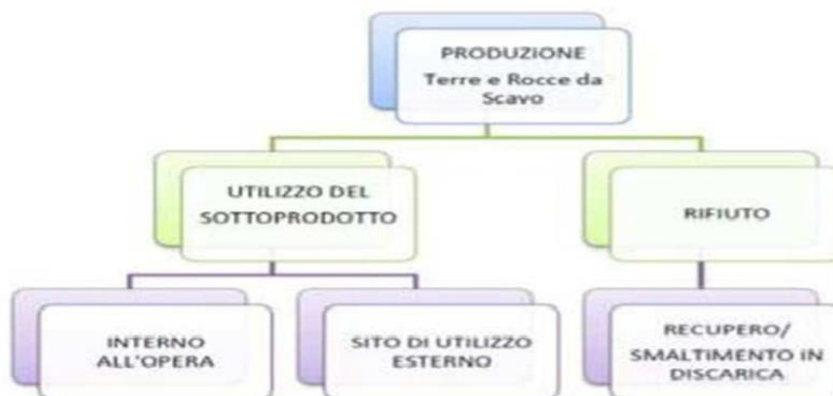 PRODUZIONE
Terre e Rocce da
Scavo
UTILIZZO DEL
SOTTOPRODOTTO
RIFIUTO
INTERNO
ALL'OPERA
SITO DI UTILIZZO
ESTERNO
RECUPERO/
SMALTIMENTO IN
DISCARICA